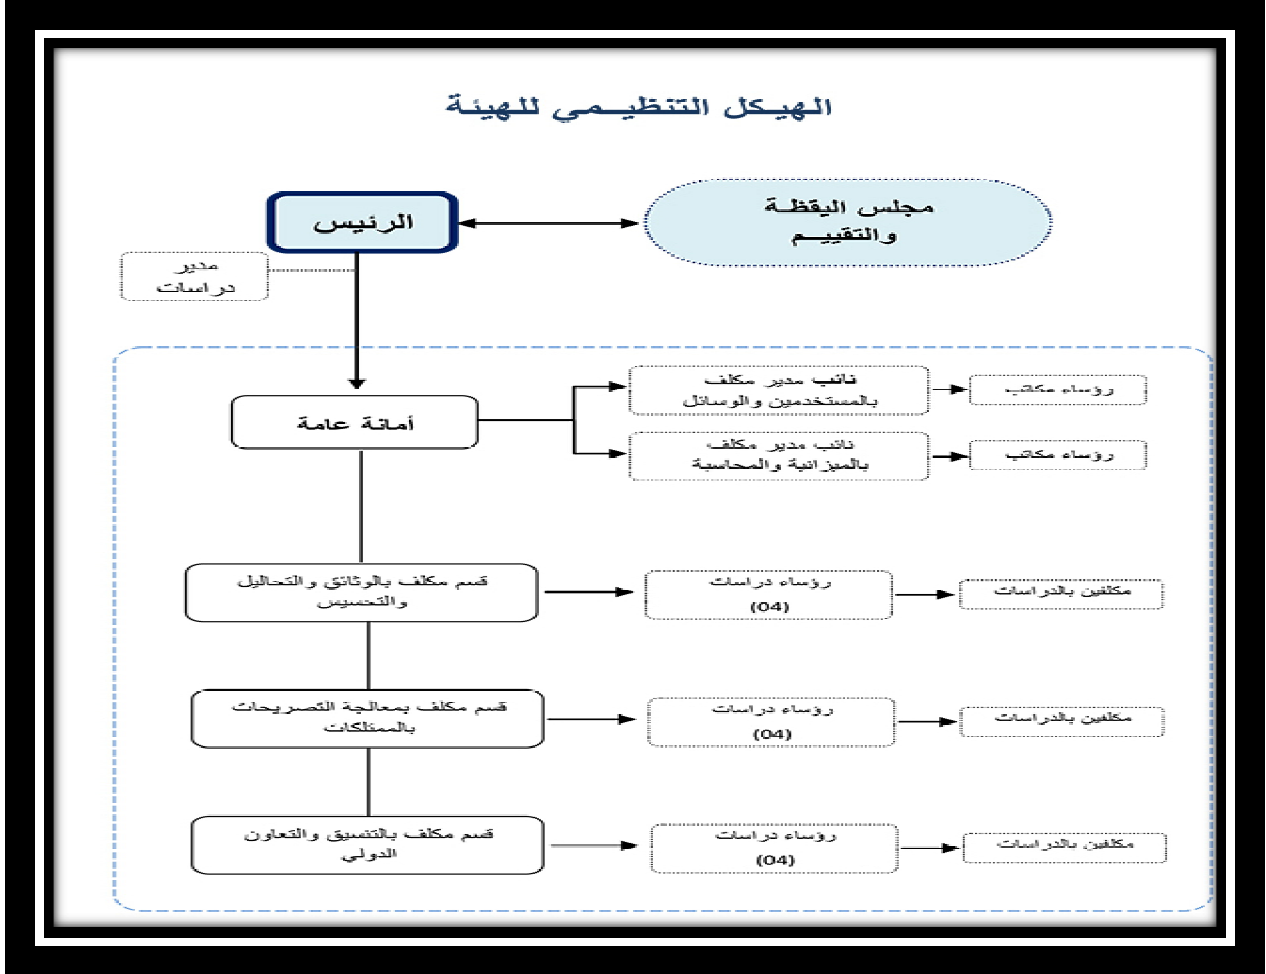 الهيكل التنظيمي للهيئة
مجلس اليقظة
والتقييم
الرئيس
مدير
دراسات
أمانة عامة
نائب مدير مكلف
بالمستخدمين والوسائل
رؤساء مكاتب
نائب مدير مكلف
بالميزانية والمحاسبة
رؤساء مكاتب
قسم مكلف بالوثائق والتحاليل
والتحسيس
رؤساء دراسات
(04)
مكلفين بالدراسات
قسم مكلف بمعالجة التصريحات
بالممتلكات
رؤساء دراسات
(04)
مكلفين بالدراسات
قسم مكلف بالتنسيق والتعاون
الدولي
رؤساء دراسات
(04)
مكلفين بالدراسات